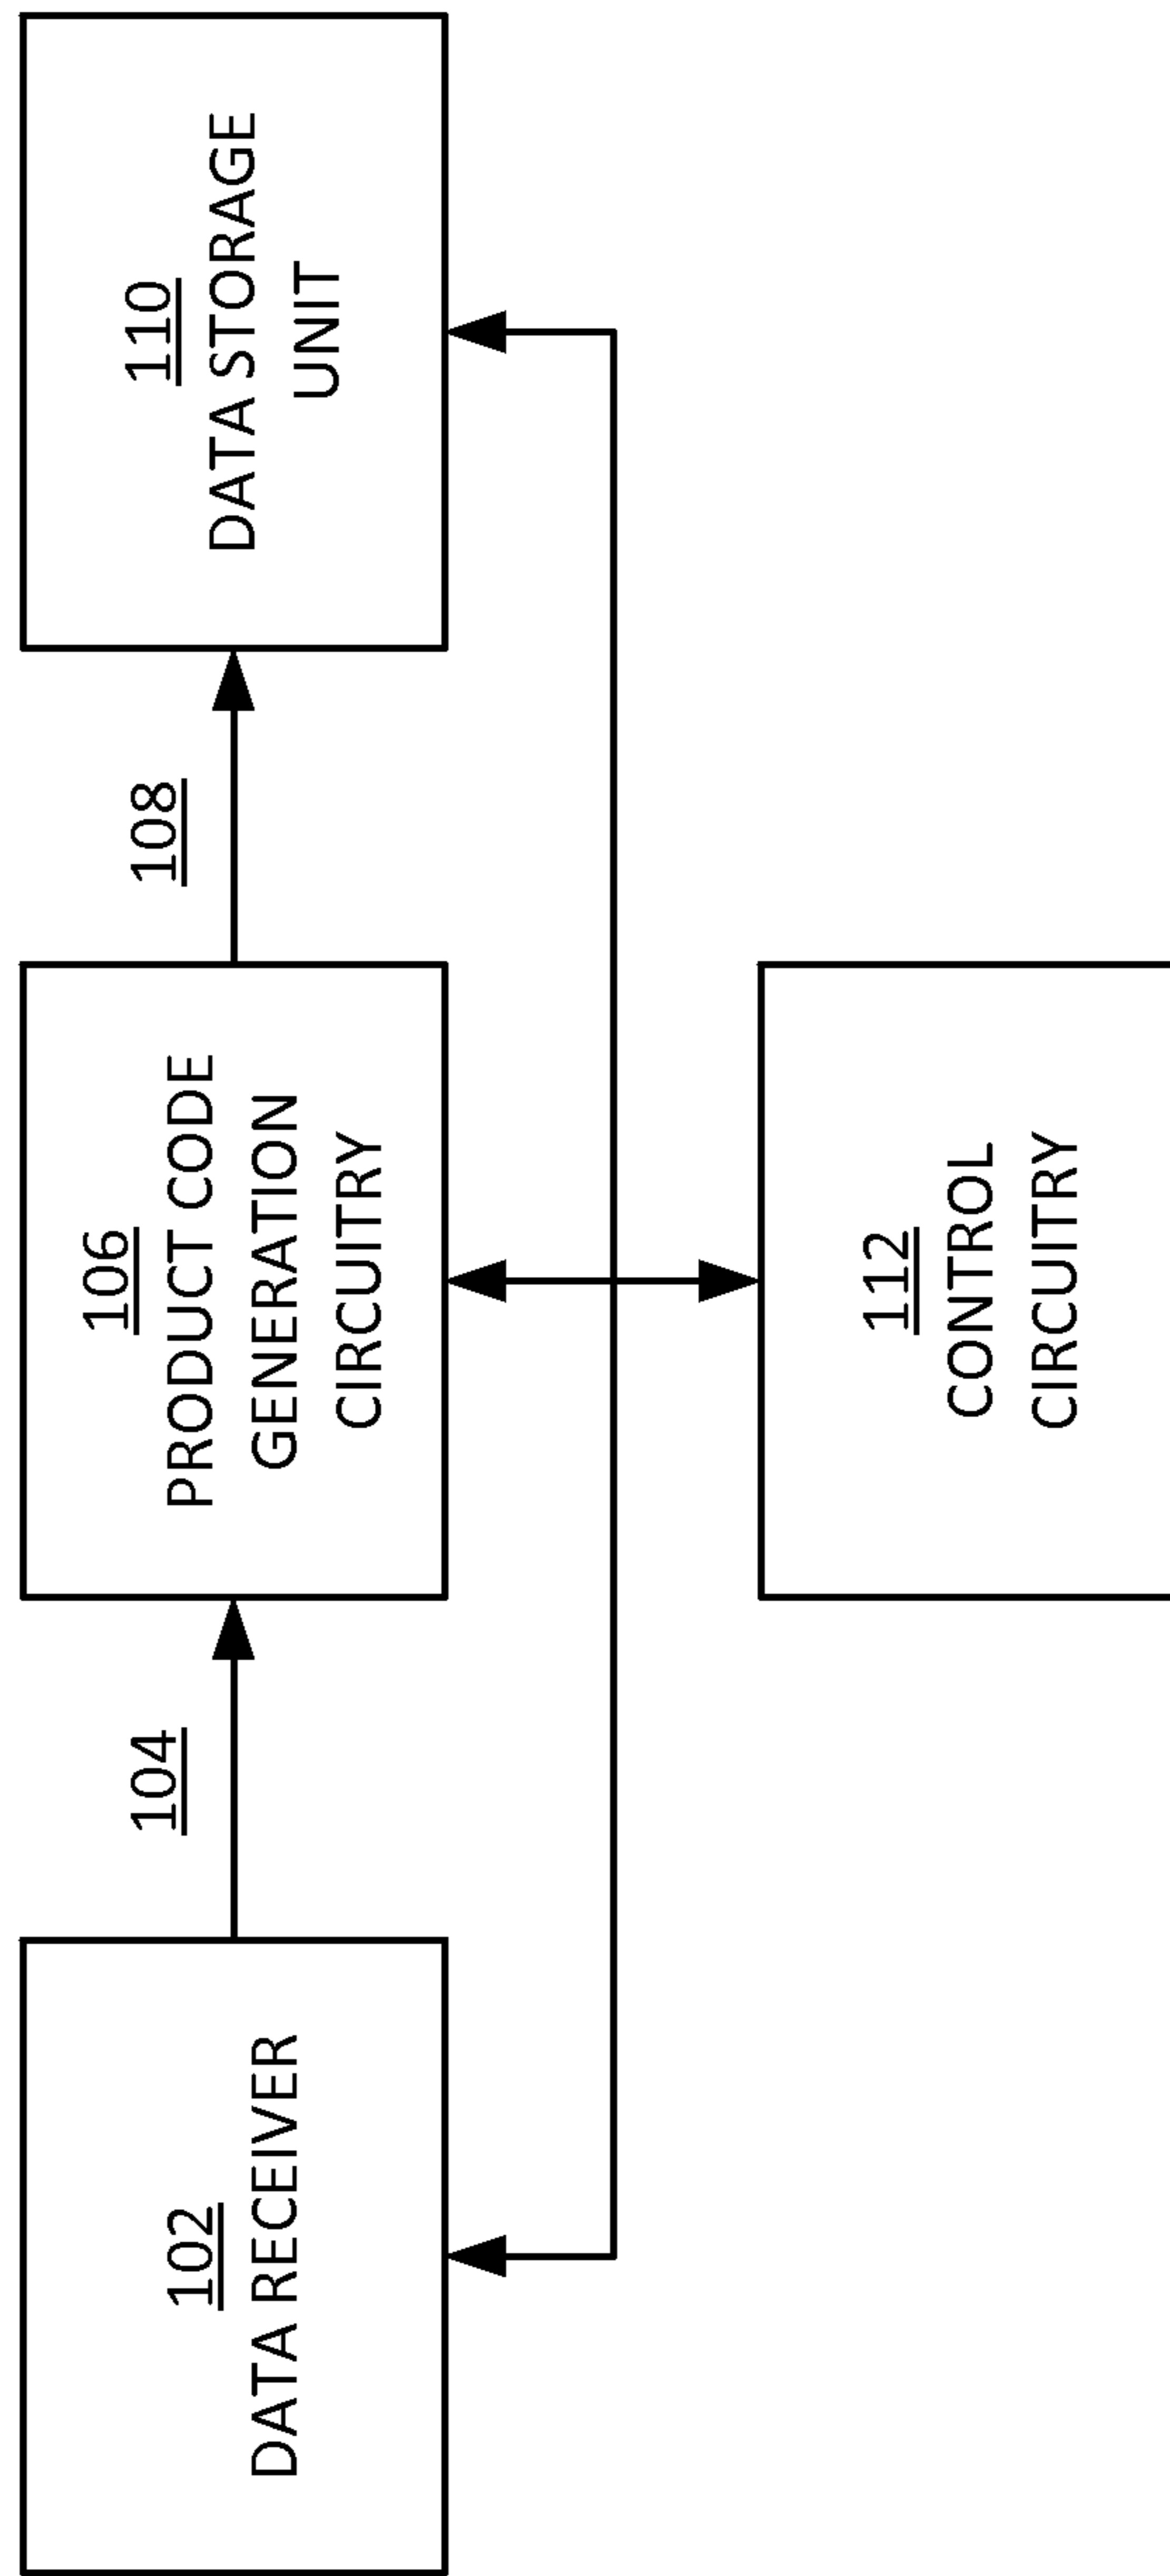 102
DATA RECEIVER
104
106
PRODUCT CODE
GENERATION
CIRCUITRY
108
110
DATA STORAGE
UNIT
112
CONTROL
CIRCUITRY